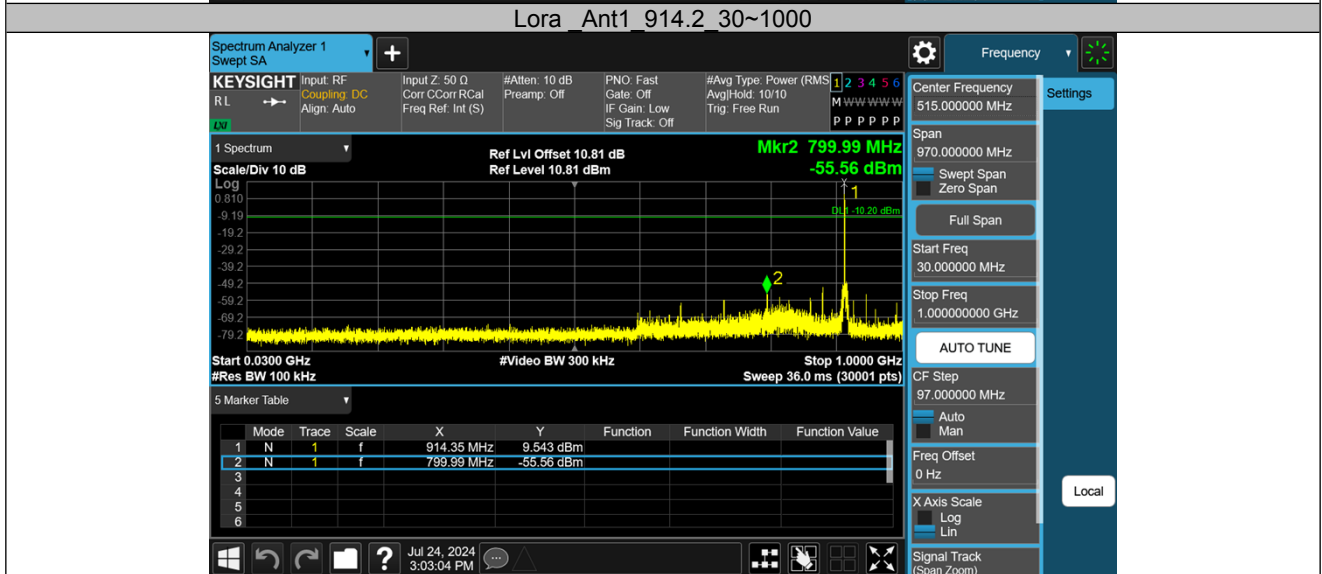 Lora _Ant1_914.2_30~1000
Spectrum Analyzer 1
Swept SA
+
Frequency
KEYSIGHT
RL
LXI
Input: RF
Coupling: DC
Align: Auto
Input Z: 50 Ω
Corr CCorr RCal
Freq Ref: Int (S)
#Atten: 10 dB
Preamp: Off
PNO: Fast
Gate: Off
IF Gain: Low
Sig Track: Off
#Avg Type: Power (RMS
Avg|Hold: 10/10
Trig: Free Run
1 2 3 4 5 6
M W W W W W
P P P P P P
1 Spectrum
Scale/Div 10 dB
Ref Lvl Offset 10.81 dB
Ref Level 10.81 dBm
Mkr2 799.99 MHz
-55.56 dBm
Log
0.810
-9.19
-19.2
-29.2
-39.2
-49.2
-59.2
-69.2
-79.2
1
DL1 -10.20 dBm
2
Start 0.0300 GHz
#Res BW 100 kHz
#Video BW 300 kHz
Stop 1.0000 GHz
Sweep 36.0 ms (30001 pts)
5 Marker Table
Mode Trace Scale X Y Function Function Width Function Value
1 N 1 f 914.35 MHz 9.543 dBm
2 N 1 f 799.99 MHz -55.56 dBm
3
4
5
6
?
Jul 24, 2024
3:03:04 PM
Center Frequency
515.000000 MHz
Span
970.000000 MHz
Swept Span
Zero Span
Full Span
Start Freq
30.000000 MHz
Stop Freq
1.000000000 GHz
AUTO TUNE
CF Step
97.000000 MHz
Auto
Man
Freq Offset
0 Hz
X Axis Scale
Log
Lin
Signal Track
(Span Zoom)
Settings
Local